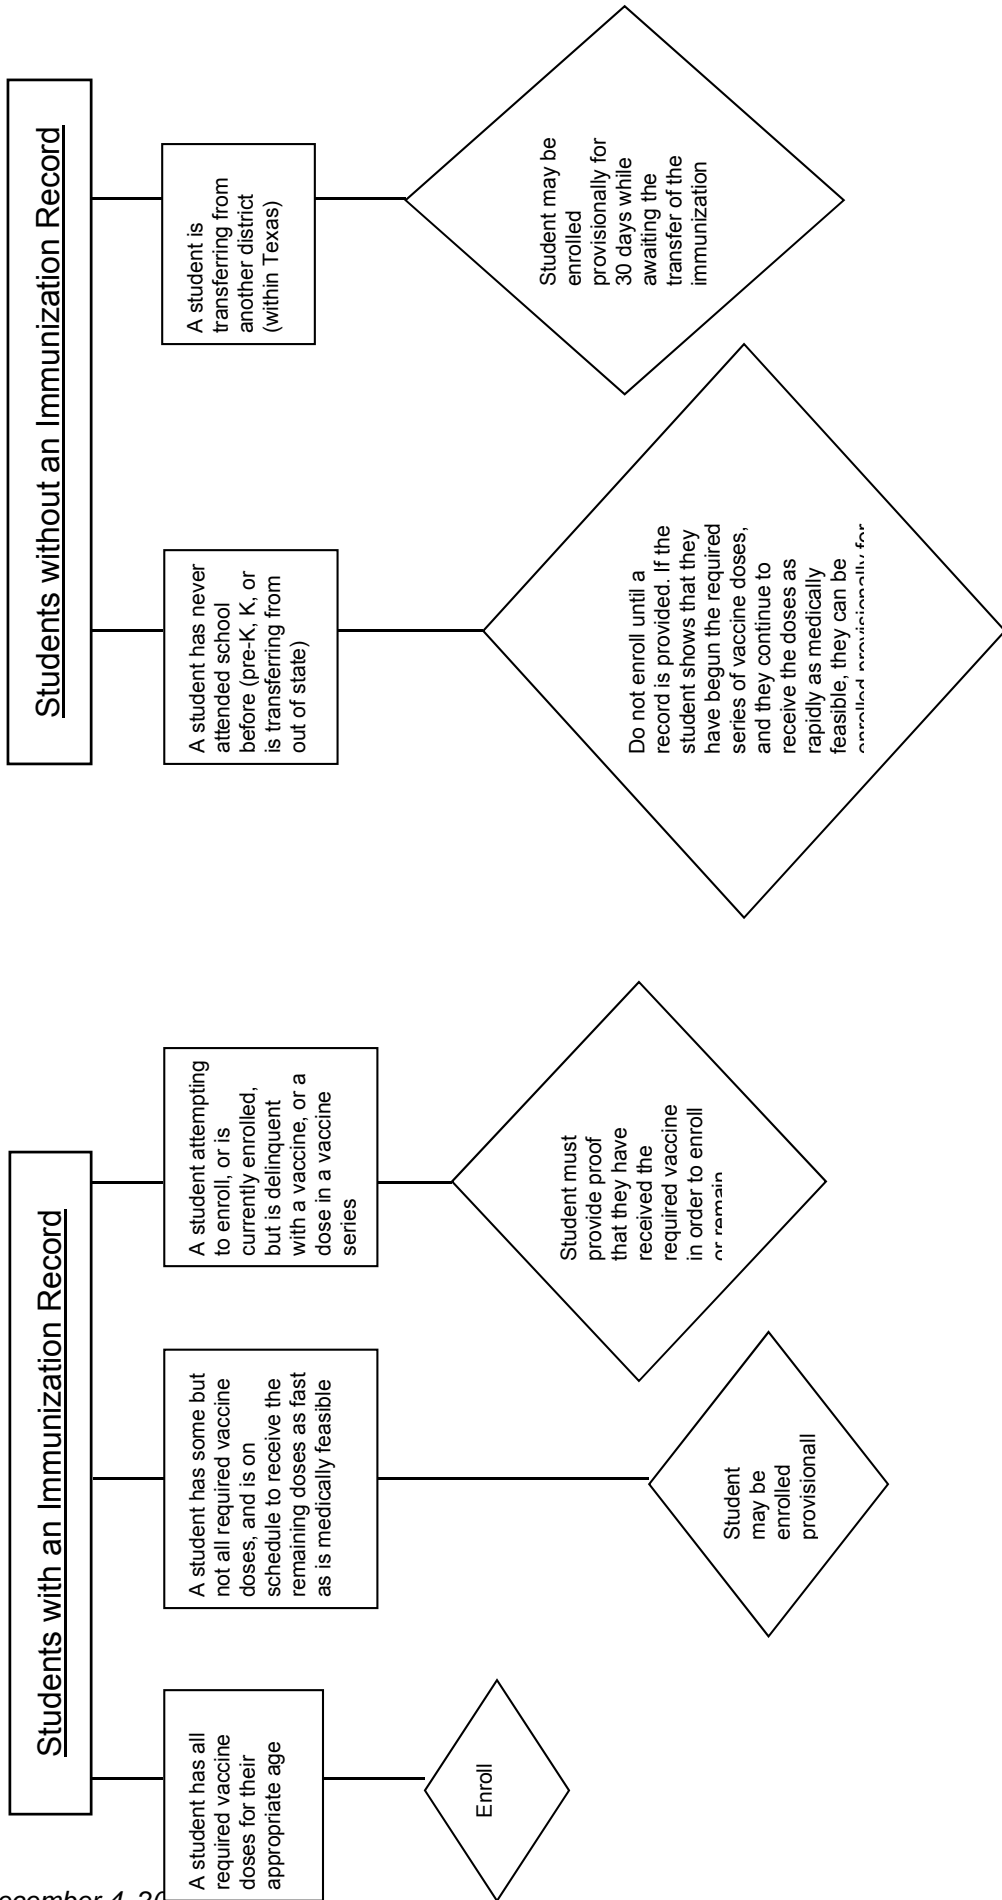 Students with an Immunization Record
A student has all
required vaccine
doses for their
appropriate age
Enroll
A student has some but
not all required vaccine
doses, and is on
schedule to receive the
remaining doses as fast
as is medically feasible
Student
may be
enrolled
provisionall
A student attempting
to enroll, or is
currently enrolled,
but is delinquent
with a vaccine, or a
dose in a vaccine
series
Student must
provide proof
that they have
received the
required vaccine
in order to enroll
or remain
Students without an Immunization Record
A student has never
attended school
before (pre-K, K, or
is transferring from
out of state)
Do not enroll until a
record is provided. If the
student shows that they
have begun the required
series of vaccine doses,
and they continue to
receive the doses as
rapidly as medically
feasible, they can be
enrolled provisionally for
A student is
transferring from
another district
(within Texas)
Student may be
enrolled
provisionally for
30 days while
awaiting the
transfer of the
immunization
ecember 4, 20